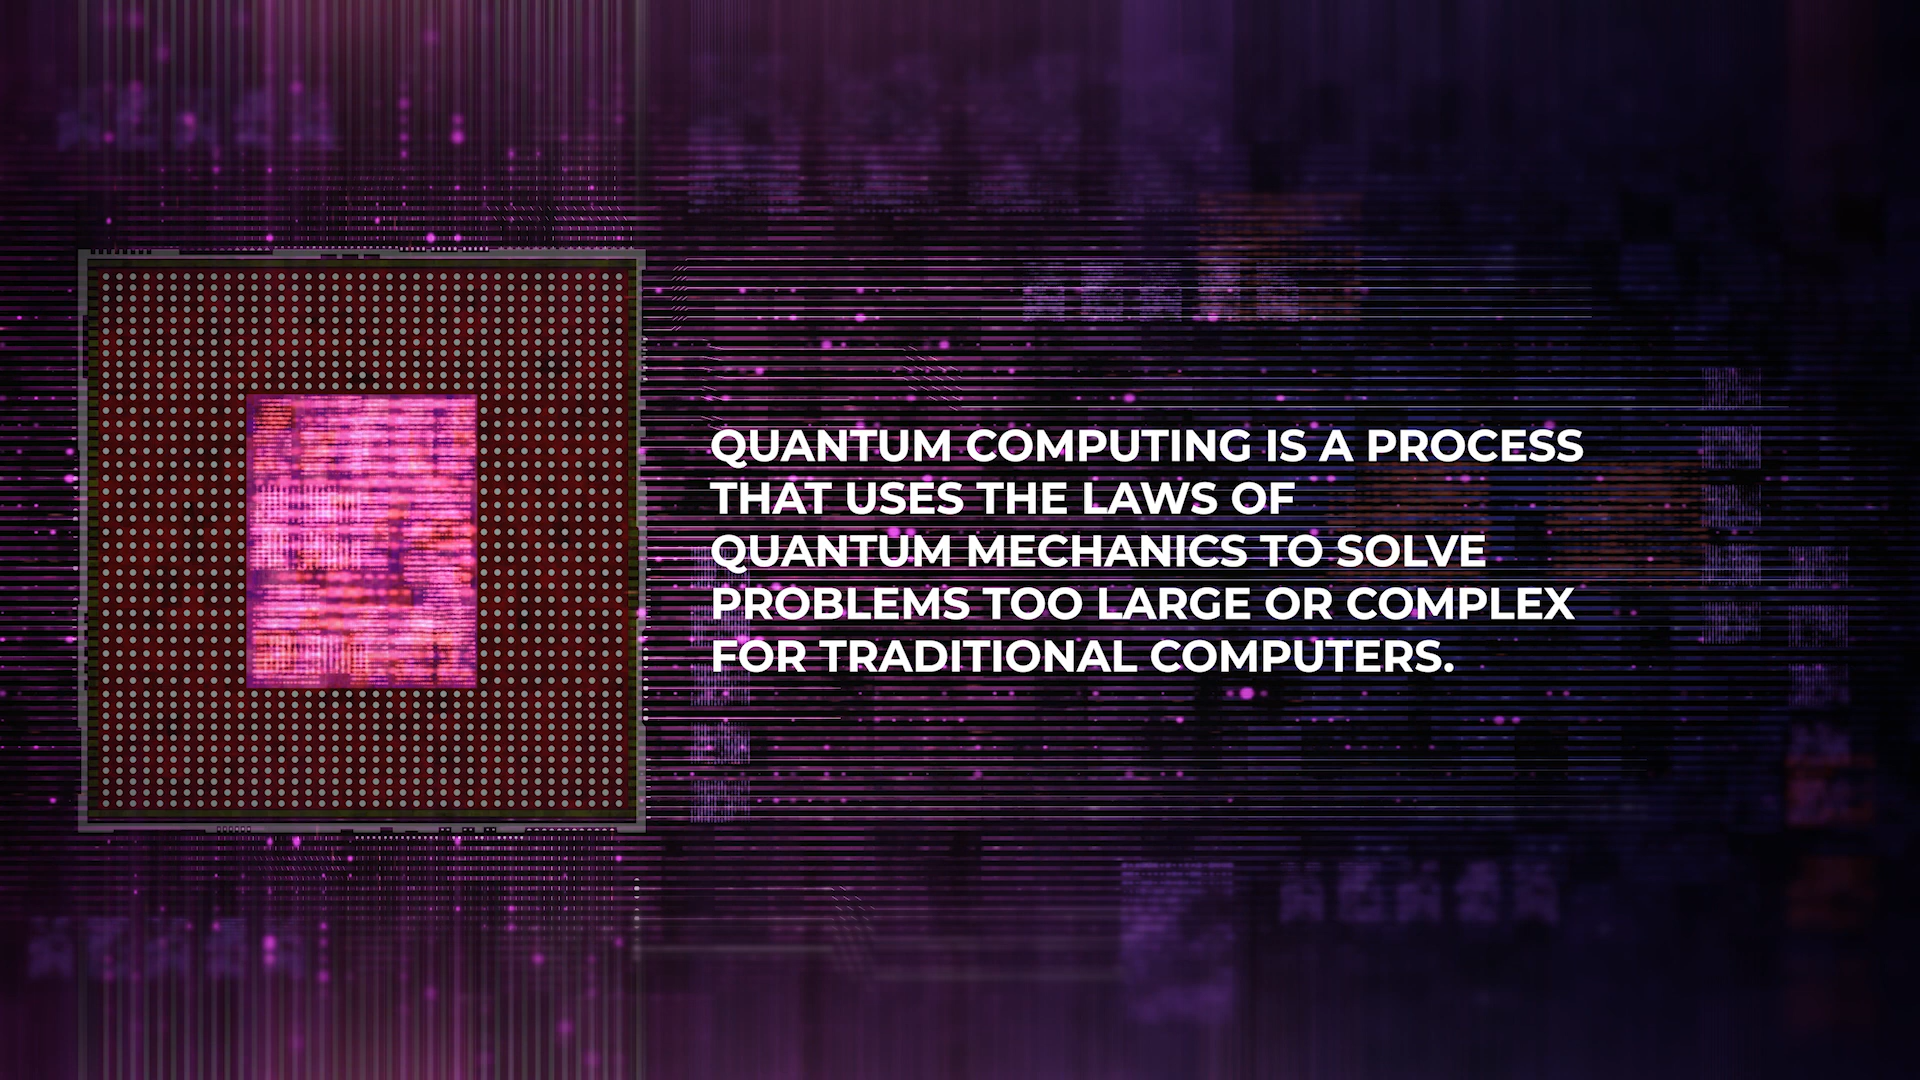 QUANTUM COMPUTING IS A PROCESS
THAT USES THE LAWS OF
QUANTUM MECHANICS TO SOLVE
PROBLEMS TOO LARGE OR COMPLEX
FOR TRADITIONAL COMPUTERS.